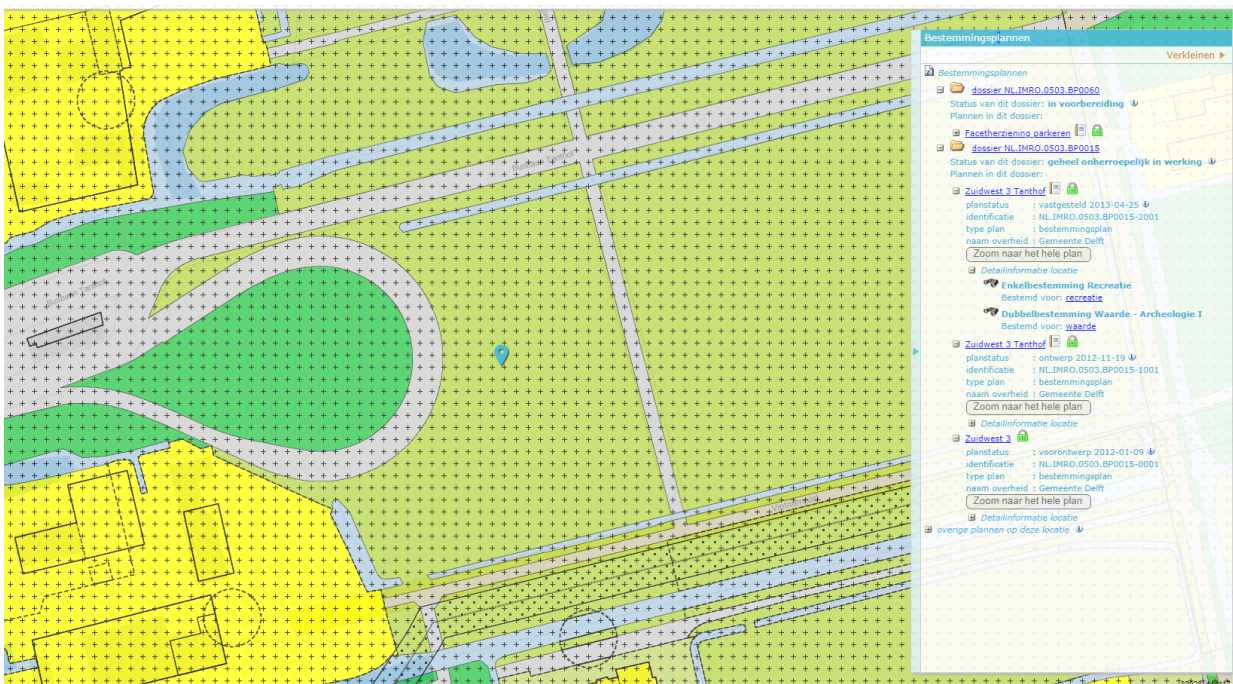 Bestemmingsplannen
Verkleinen
Bestemmingsplannen
dossier NL.IMRO.0503.BP0060
Status van dit dossier: in voorbereiding
Plannen in dit dossier:
Facetherziening parkeren
dossier NL.IMRO.0503.BP0015
Status van dit dossier: geheel onherroepelijk in werking
Plannen in dit dossier:
Zuidwest 3 Tanthof
planstatus : vastgesteld 2013-04-25
identificatie : NL.IMRO.0503.BP0015-2001
type plan : bestemmingsplan
naam overheid : Gemeente Delft
Zoom naar het hele plan
Detailinformatie locatie
Enkelbestemming Recreatie
Bestemd voor: recreatie
Dubbelbestemming Waarde - Archeologie I
Bestemd voor: waarde
Zuidwest 3 Tanthof
planstatus : ontwerp 2012-11-19
identificatie : NL.IMRO.0503.BP0015-1001
type plan : bestemmingsplan
naam overheid : Gemeente Delft
Zoom naar het hele plan
Detailinformatie locatie
Zuidwest 3
planstatus : voorontwerp 2012-01-09
identificatie : NL.IMRO.0503.BP0015-0001
type plan : bestemmingsplan
naam overheid : Gemeente Delft
Zoom naar het hele plan
Detailinformatie locatie
overige plannen op deze locatie
Busbaan Tanthof
Busbaan Tanthof